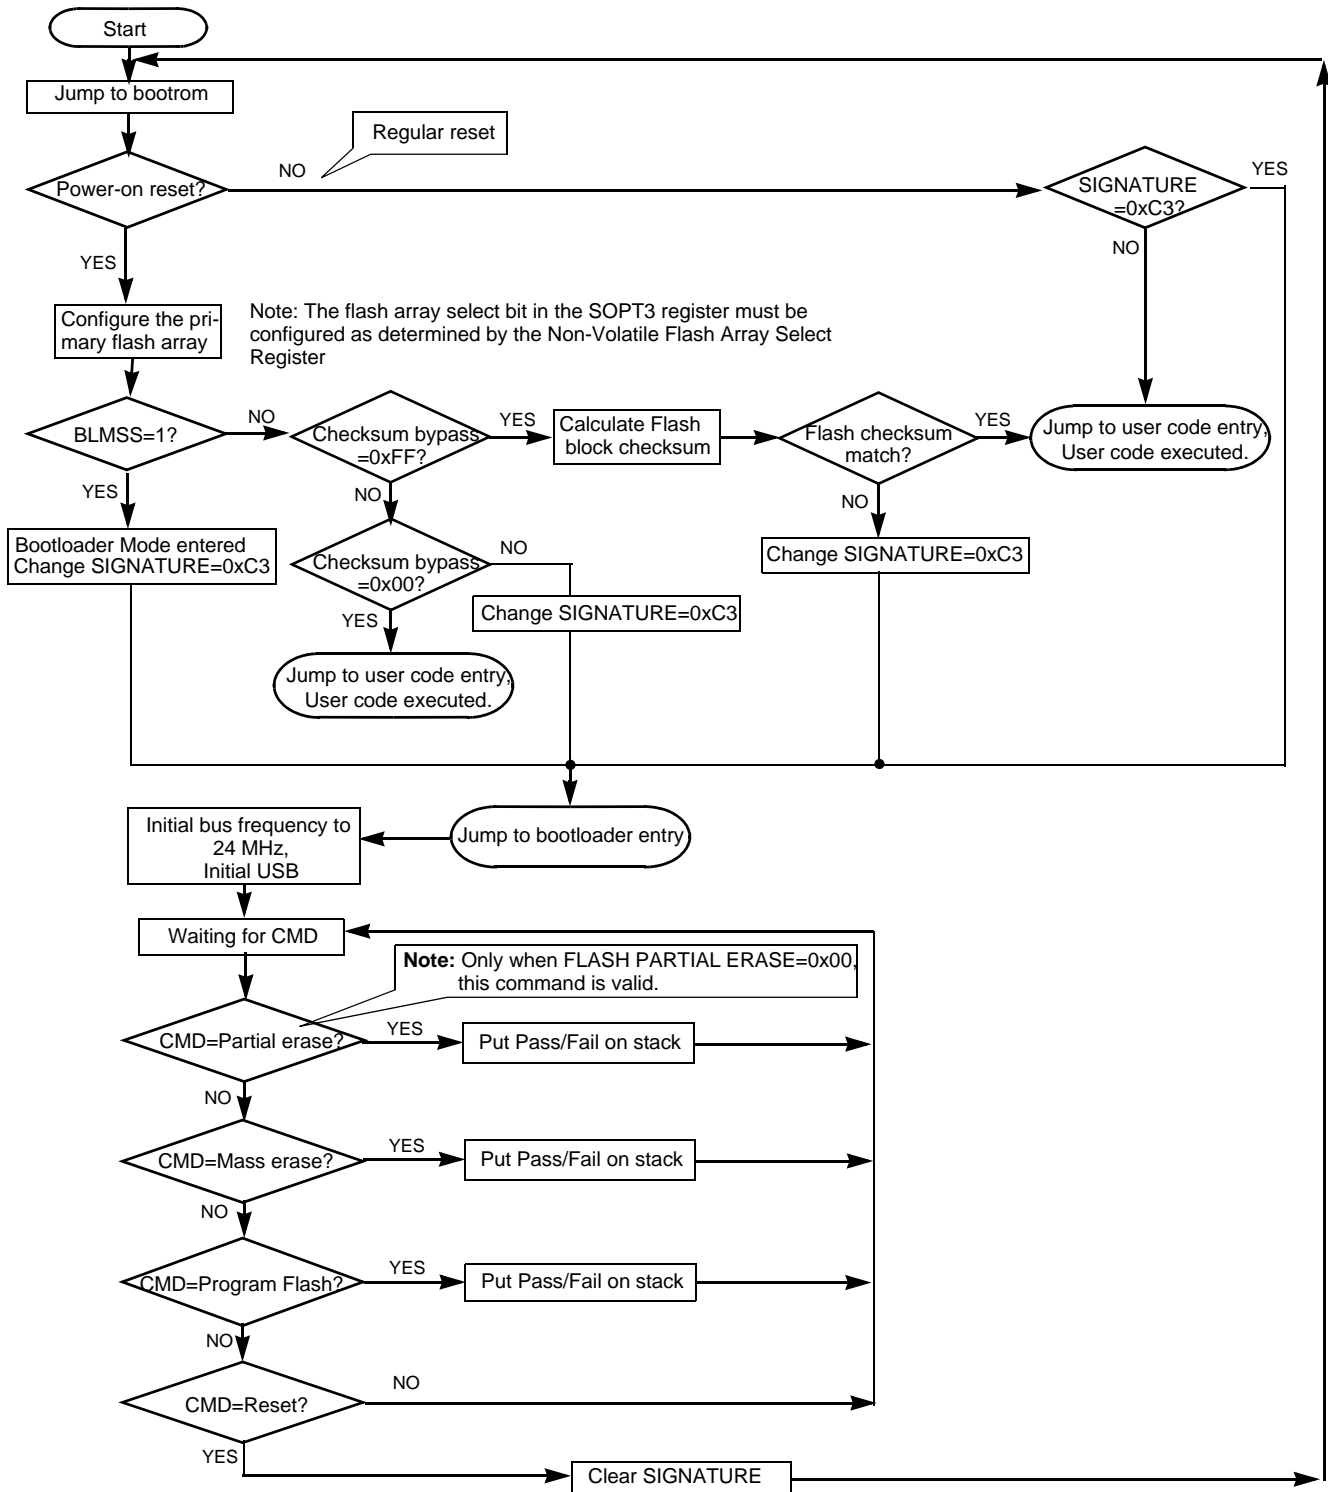 Start
Jump to bootrom
Regular reset
NO
Power-on reset?
SIGNATURE
=0xC3?
YES
NO
YES
Configure the pri-
mary flash array
Note: The flash array select bit in the SOPT3 register must be
configured as determined by the Non-Volatile Flash Array Select
Register
BLMSS=1?
NO
Checksum bypass
=0xFF?
YES
Calculate Flash
block checksum
Flash checksum
match?
YES
Jump to user code entry,
User code executed.
YES
NO
NO
Bootloader Mode entered
Change SIGNATURE=0xC3
Checksum bypass
=0x00?
NO
Change SIGNATURE=0xC3
Change SIGNATURE=0xC3
YES
Jump to user code entry,
User code executed.
Initial bus frequency to
24 MHz,
Initial USB
Jump to bootloader entry
Waiting for CMD
Note: Only when FLASH PARTIAL ERASE=0x00,
this command is valid.
CMD=Partial erase?
YES
Put Pass/Fail on stack
NO
CMD=Mass erase?
YES
Put Pass/Fail on stack
NO
CMD=Program Flash?
YES
Put Pass/Fail on stack
NO
CMD=Reset?
NO
YES
Clear SIGNATURE